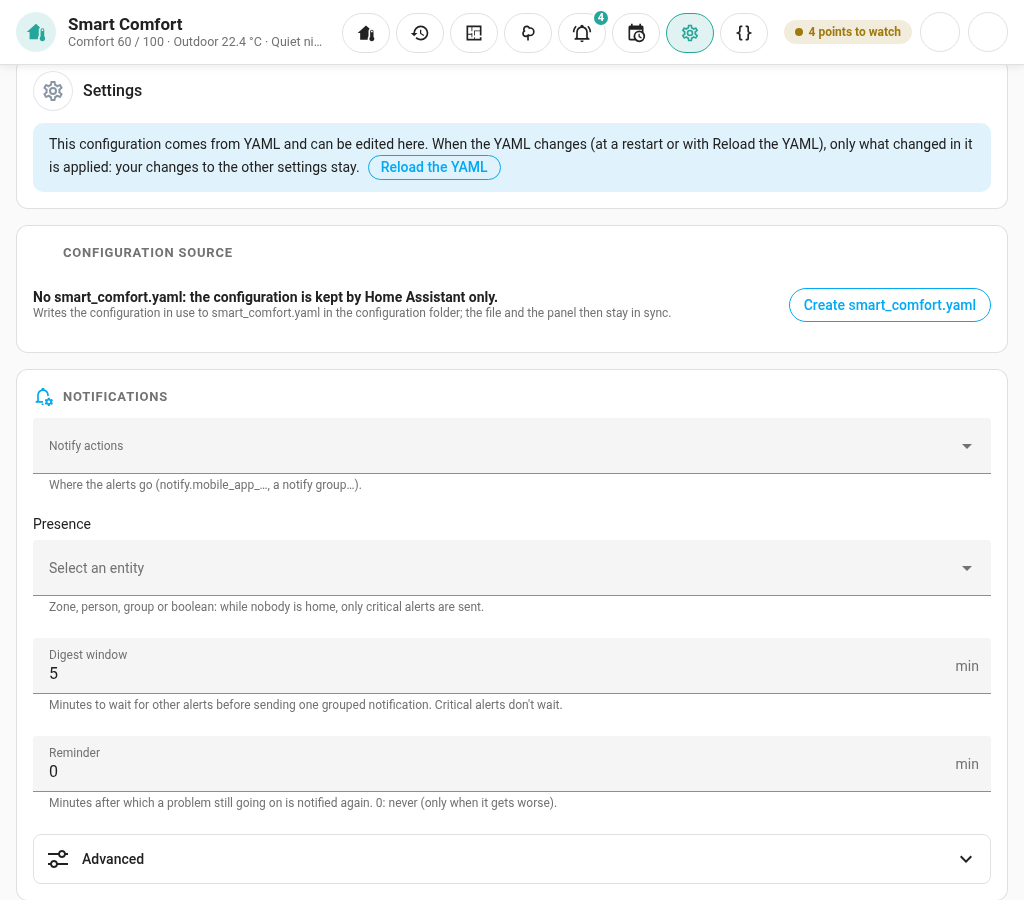 Smart Comfort
Comfort 60 / 100 · Outdoor 22.4 °C · Quiet ni…
4
4 points to watch
Settings
This configuration comes from YAML and can be edited here. When the YAML changes (at a restart or with Reload the YAML), only what changed in it
is applied: your changes to the other settings stay. Reload the YAML
CONFIGURATION SOURCE
No smart_comfort.yaml: the configuration is kept by Home Assistant only.
Writes the configuration in use to smart_comfort.yaml in the configuration folder; the file and the panel then stay in sync.
Create smart_comfort.yaml
NOTIFICATIONS
Notify actions
Where the alerts go (notify.mobile_app_…, a notify group…).
Presence
Select an entity
Zone, person, group or boolean: while nobody is home, only critical alerts are sent.
Digest window
5 min
Minutes to wait for other alerts before sending one grouped notification. Critical alerts don't wait.
Reminder
0 min
Minutes after which a problem still going on is notified again. 0: never (only when it gets worse).
Advanced